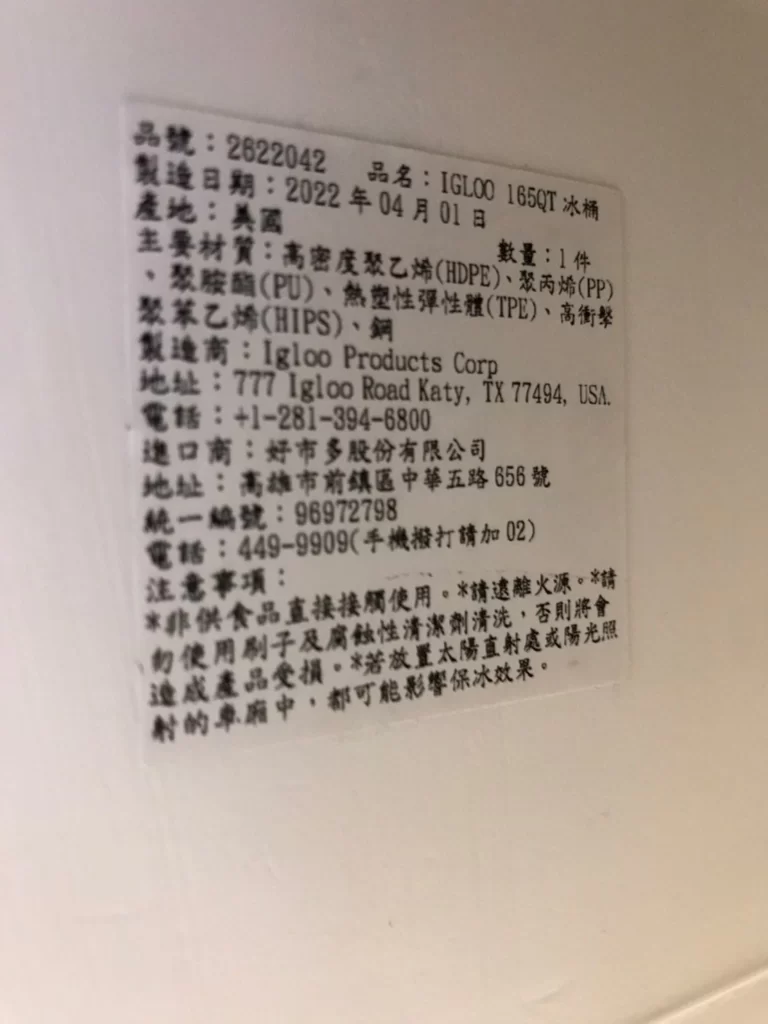 品號：2622042 品名：IGLOO 165QT 冰桶
製造日期：2022 年 04 月 01 日
產地：美國 數量：1 件
主要材質：高密度聚乙烯(HDPE)、聚丙烯(PP)
、聚胺酯(PU)、熱塑性彈性體(TPE)、高衝擊
聚苯乙烯(HIPS)、鋼
製造商：Igloo Products Corp
地址：777 Igloo Road Katy, TX 77494, USA.
電話：+1-281-394-6800
進口商：好市多股份有限公司
地址：高雄市前鎮區中華五路 656 號
統一編號：96972798
電話：449-9909(手機撥打請加 02)
注意事項：
*非供食品直接接觸使用。*請遠離火源。*請
勿使用刷子及腐蝕性清潔劑清洗，否則將會
造成產品受損。*若放置太陽直射處或陽光照
射的車廂中，都可能影響保冰效果。